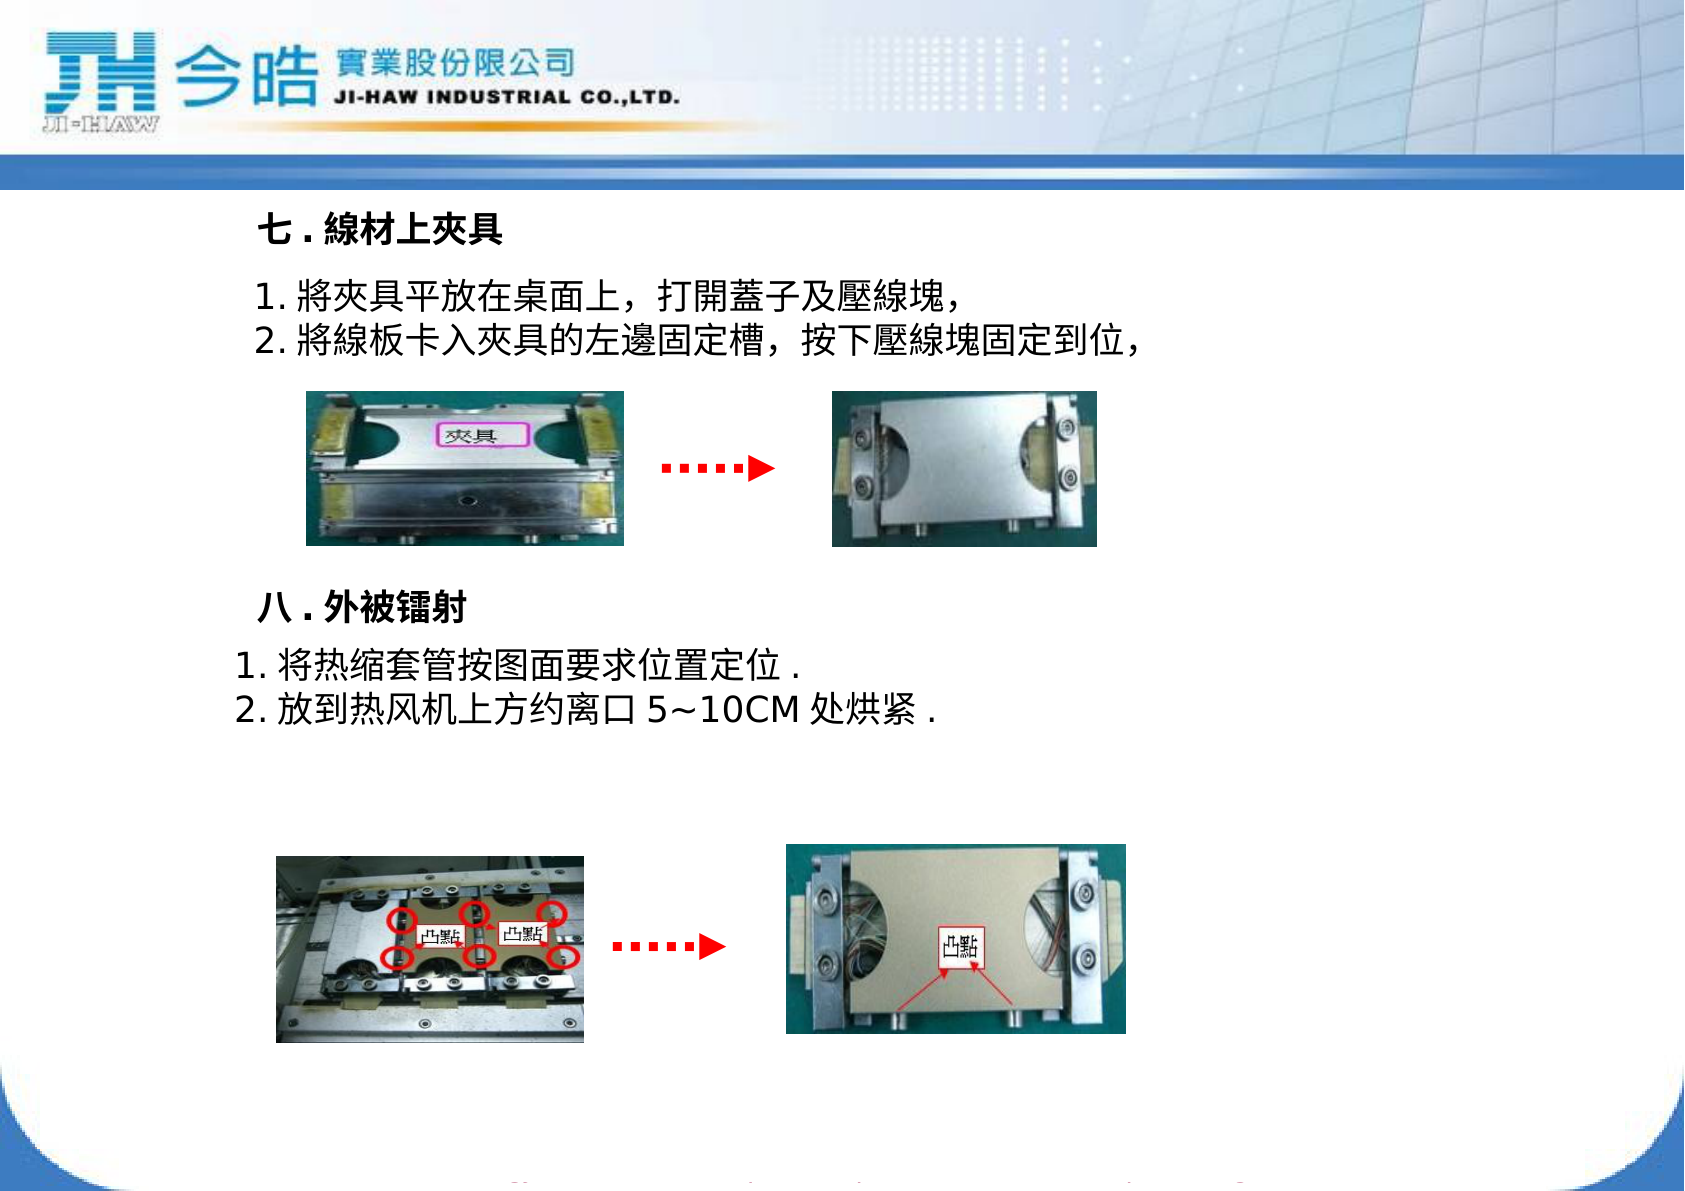 JH 今皓 實業股份限公司
JI-HAW INDUSTRIAL CO.,LTD.
JI-HAW
七 . 線材上夾具
1. 將夾具平放在桌面上，打開蓋子及壓線塊，
2. 將線板卡入夾具的左邊固定槽，按下壓線塊固定到位，
夾具
八 . 外被镭射
1. 将热缩套管按图面要求位置定位 .
2. 放到热风机上方约离口 5~10CM 处烘紧 .
凸點
凸點
凸點